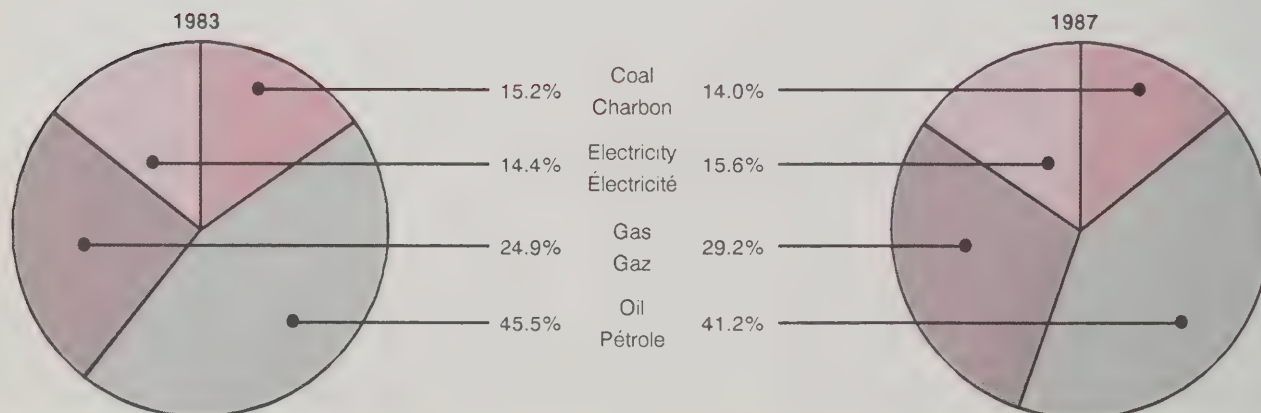 1983 1987
15.2% Coal 14.0%
Charbon
14.4% Electricity 15.6%
Électricité
24.9% Gas 29.2%
Gaz
45.5% Oil 41.2%
Pétrole